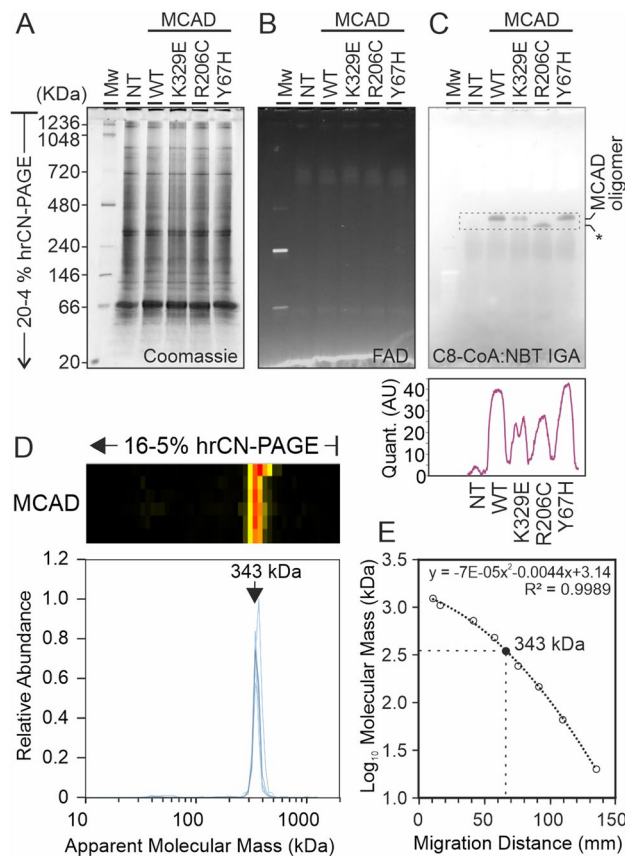 A
MCAD
Mw
NT
WT
K329E
R206C
Y67H
(KDa)
1236
1048
720
480
240
146
66
20
20-4 % hrCN-PAGE
Coomassie
B
MCAD
Mw
NT
WT
K329E
R206C
Y67H
FAD
C
MCAD
Mw
NT
WT
K329E
R206C
Y67H
MCAD
oligomer
*
C8-CoA:NBT IGA
Quant. (AU)
40
30
20
10
0
NT
WT
K329E
R206C
Y67H
D
16-5% hrCN-PAGE
MCAD
343 kDa
Relative Abundance
1.2
1.0
0.8
0.6
0.4
0.2
0
10
100
1000
Apparent Molecular Mass (kDa)
E
y = -7E-05x²-0.0044x+3.14
R² = 0.9989
343 kDa
Log₁₀ Molecular Mass (kDa)
3.5
3.0
2.5
2.0
1.5
1.0
0
50
100
150
Migration Distance (mm)